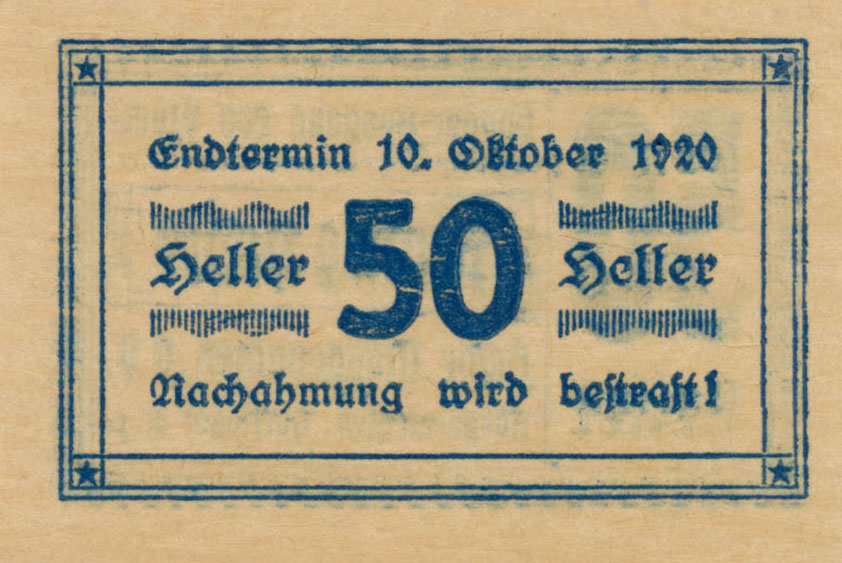 Endtermin 10. Oktober 1920
Heller 50 Heller
Nachahmung wird bestraft!